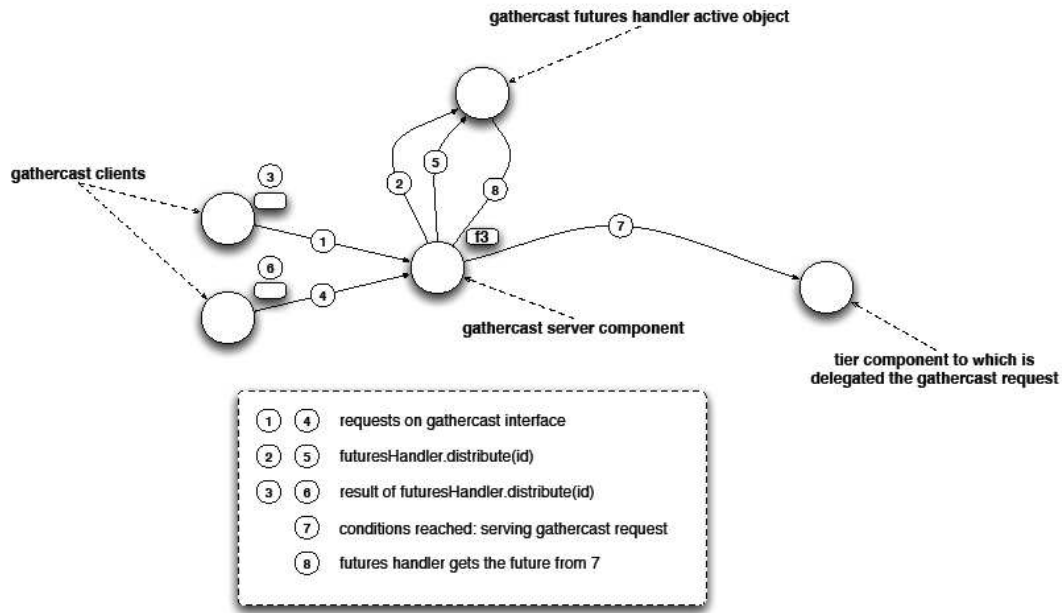 gathercast futures handler active object
gathercast clients
3
2
5
8
1
f3
7
6
4
gathercast server component
tier component to which is
delegated the gathercast request
1 4 requests on gathercast interface
2 5 futuresHandler.distribute(id)
3 6 result of futuresHandler.distribute(id)
7 conditions reached: serving gathercast request
8 futures handler gets the future from 7